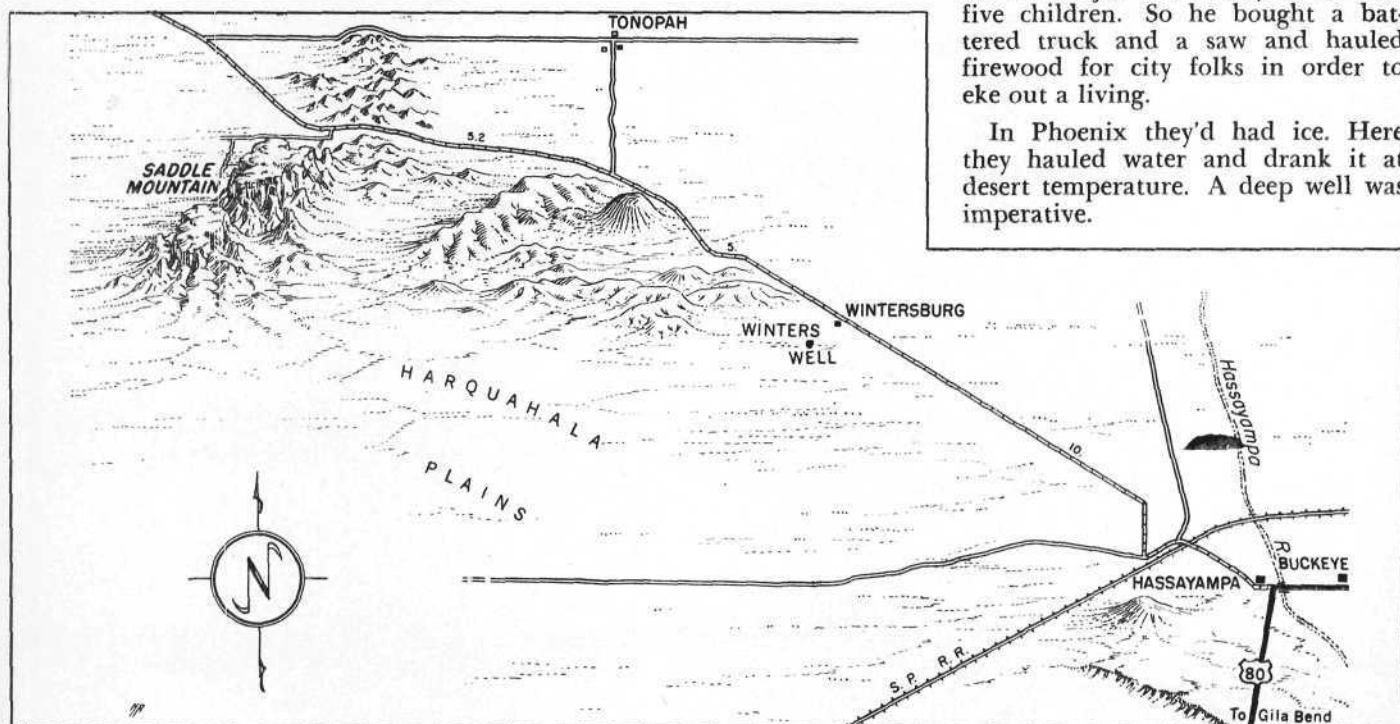 five children. So he bought a bat-
tered truck and a saw and hauled
firewood for city folks in order to
eke out a living.
In Phoenix they'd had ice. Here
they hauled water and drank it at
desert temperature. A deep well was
imperative.
TONOPAH
5.2
SADDLE
MOUNTAIN
5.
WINTERSBURG
WINTERS
WELL
HARQUAHALA
PLAINS
Hassayampa
R.
10.
N
HASSAYAMPA
BUCKEYE
S. P. R. R.
80
To Gila Bend